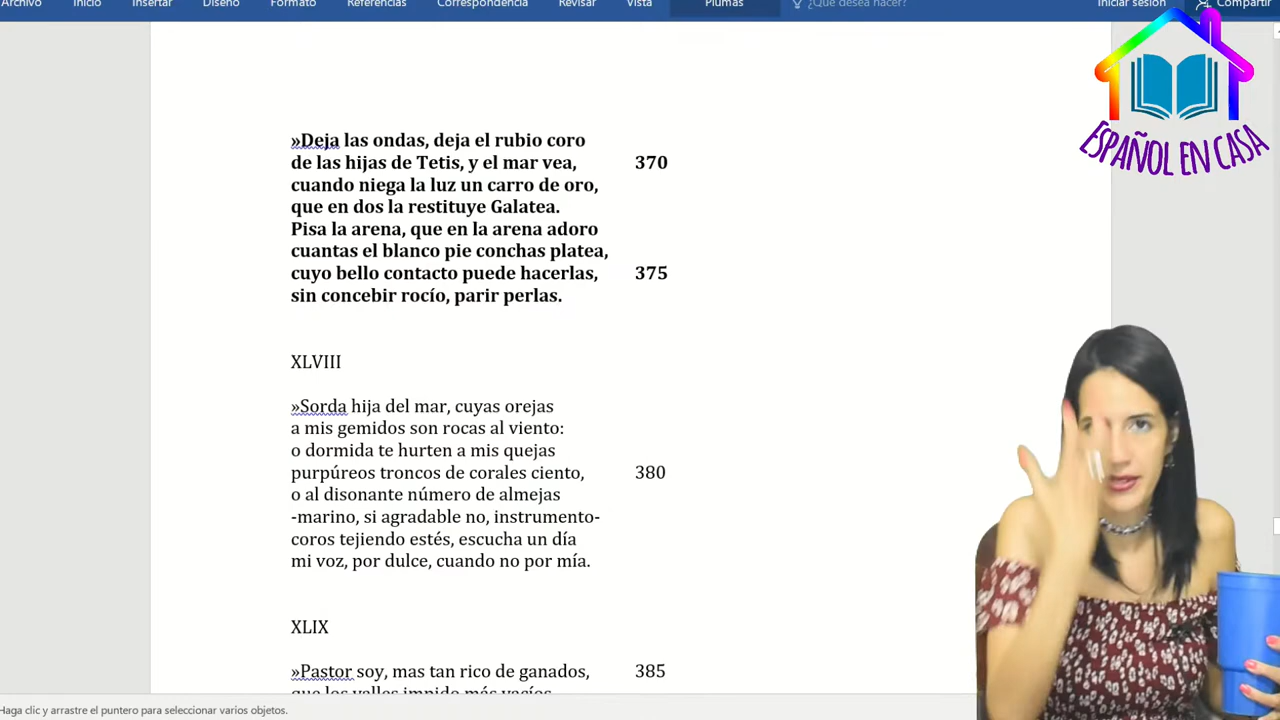 Archivo Inicio Insertar Diseño Formato Referencias Correspondencia Revisar Vista Plumas ¿Qué desea hacer? Iniciar sesión Compartir
ESPAÑOL EN CASA
»Deja las ondas, deja el rubio coro
de las hijas de Tetis, y el mar vea, 370
cuando niega la luz un carro de oro,
que en dos la restituye Galatea.
Pisa la arena, que en la arena adoro
cuantas el blanco pie conchas platea,
cuyo bello contacto puede hacerlas, 375
sin concebir rocío, parir perlas.
XLVIII
»Sorda hija del mar, cuyas orejas
a mis gemidos son rocas al viento:
o dormida te hurten a mis quejas
purpúreos troncos de corales ciento, 380
o al disonante número de almejas
-marino, si agradable no, instrumento-
coros tejiendo estés, escucha un día
mi voz, por dulce, cuando no por mía.
XLIX
»Pastor soy, mas tan rico de ganados, 385
que los valles impido más vacíos
Haga clic y arrastre el puntero para seleccionar varios objetos.